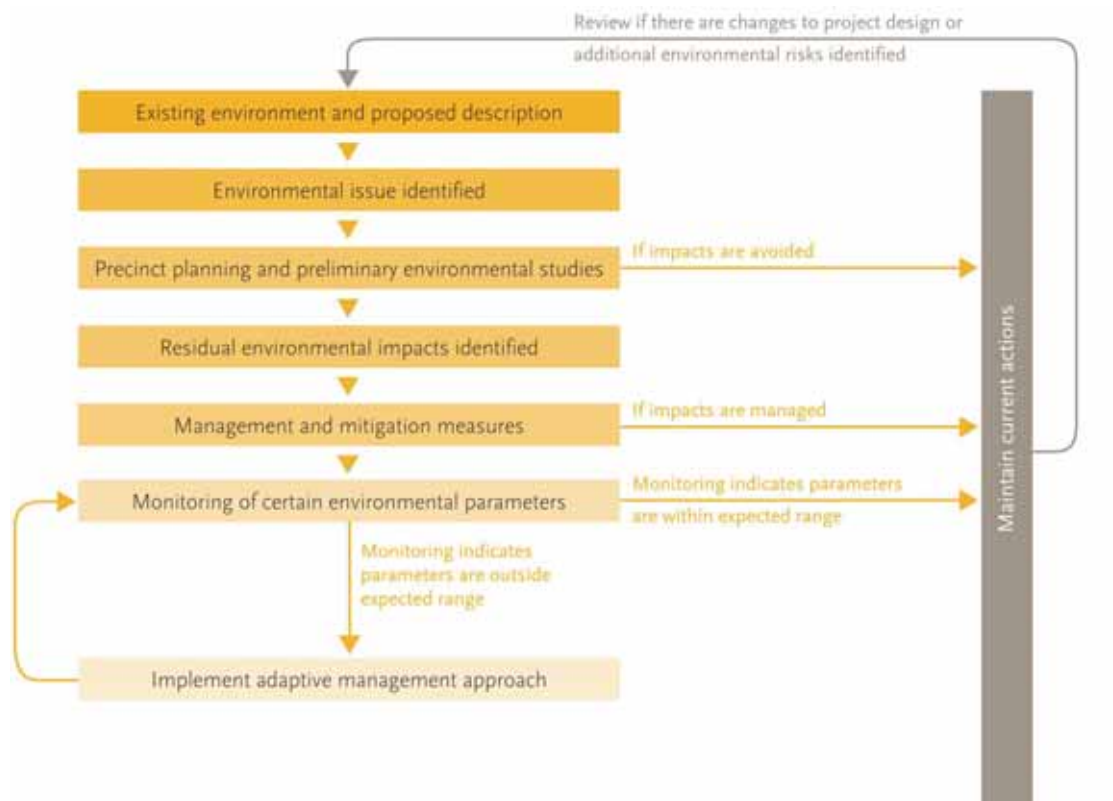 Review if there are changes to project design or
additional environmental risks identified
Existing environment and proposed description
Environmental issue identified
If impacts are avoided
Precinct planning and preliminary environmental studies
Residual environmental impacts identified
If impacts are managed
Management and mitigation measures
Monitoring of certain environmental parameters
Monitoring indicates parameters
are within expected range
Monitoring indicates
parameters are outside
expected range
Implement adaptive management approach
Maintain current actions